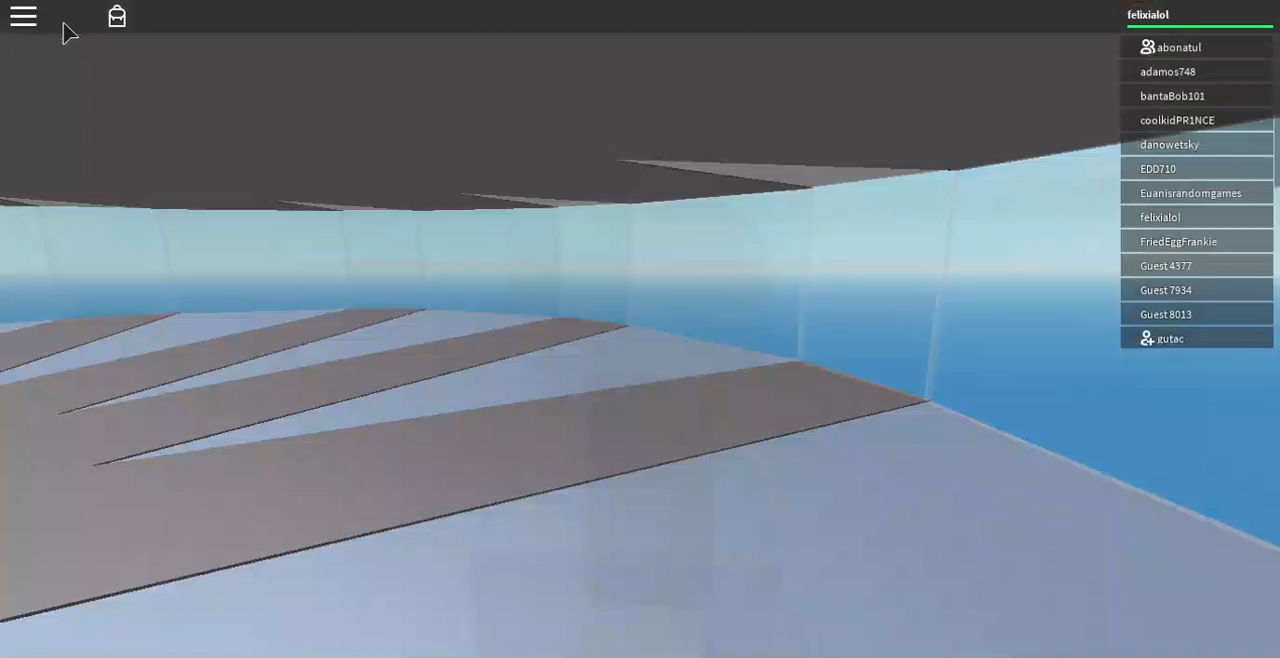 felixialol
abonatul
adamos748
bantaBob101
coolkidPR1NCE
danowetsky
EDD710
Euanisrandomgames
felixialol
FriedEggFrankie
Guest 4377
Guest 7934
Guest 8013
gutac